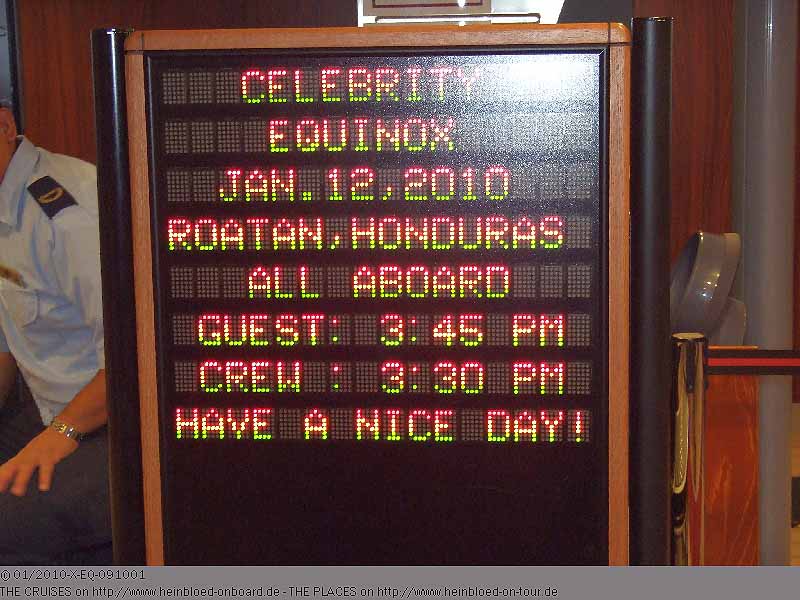 CELEBRITY
EQUINOX
JAN.12,2010
ROATAN,HONDURAS
ALL ABOARD
GUEST: 3:45 PM
CREW : 3:30 PM
HAVE A NICE DAY!
©01/2010-X-EQ-091001
THE CRUISES on http://www.heinbloed-onboard.de - THE PLACES on http://www.heinbloed-on-tour.de